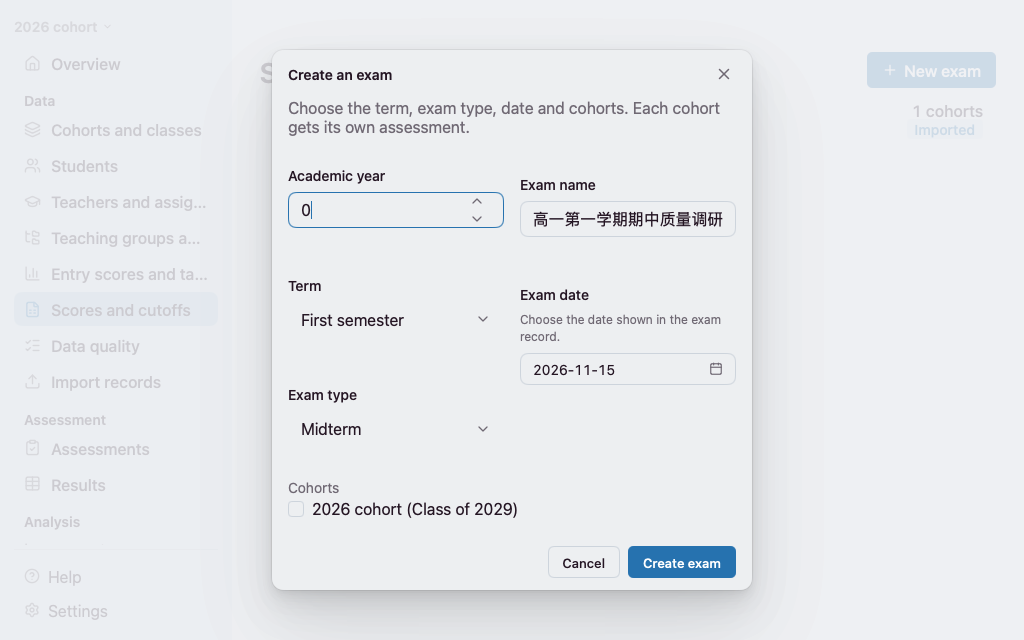 2026 cohort
Overview
Data
Cohorts and classes
Students
Teachers and assig...
Teaching groups a...
Entry scores and ta...
Scores and cutoffs
Data quality
Import records
Assessment
Assessments
Results
Analysis
Help
Settings
S
+ New exam
1 cohorts
Imported
Create an exam
Choose the term, exam type, date and cohorts. Each cohort
gets its own assessment.
Academic year
0
Exam name
高一第一学期期中质量调研
Term
First semester
Exam date
Choose the date shown in the exam
record.
2026-11-15
Exam type
Midterm
Cohorts
2026 cohort (Class of 2029)
Cancel
Create exam